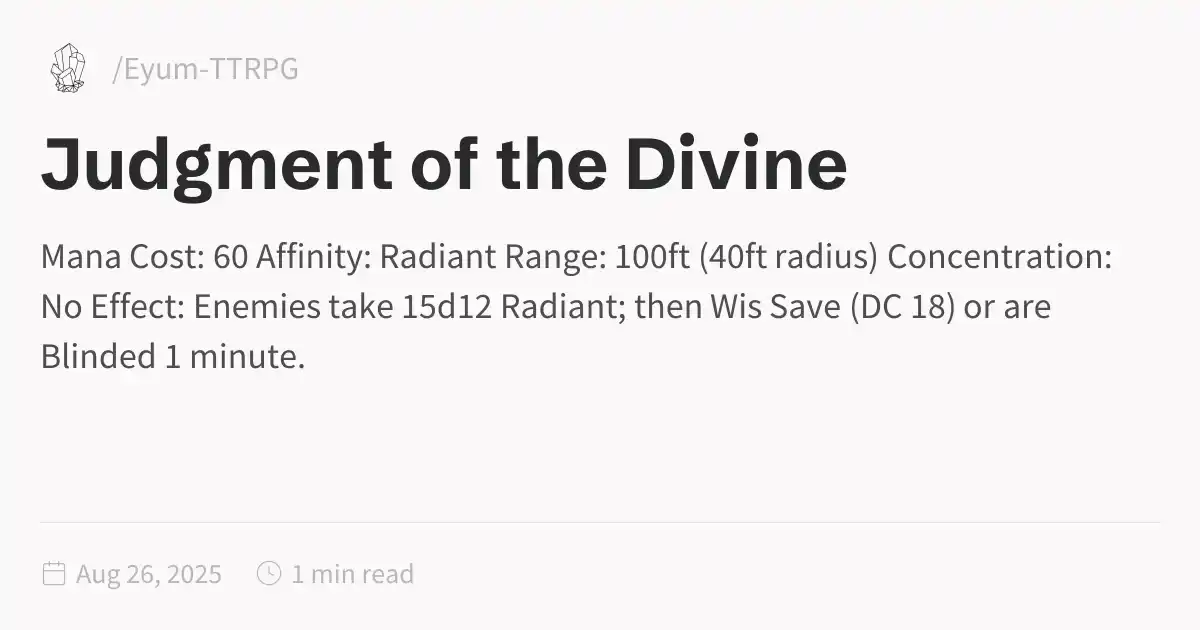 /Eyum-TTRPG
Judgment of the Divine
Mana Cost: 60 Affinity: Radiant Range: 100ft (40ft radius) Concentration:
No Effect: Enemies take 15d12 Radiant; then Wis Save (DC 18) or are
Blinded 1 minute.
Aug 26, 2025 1 min read